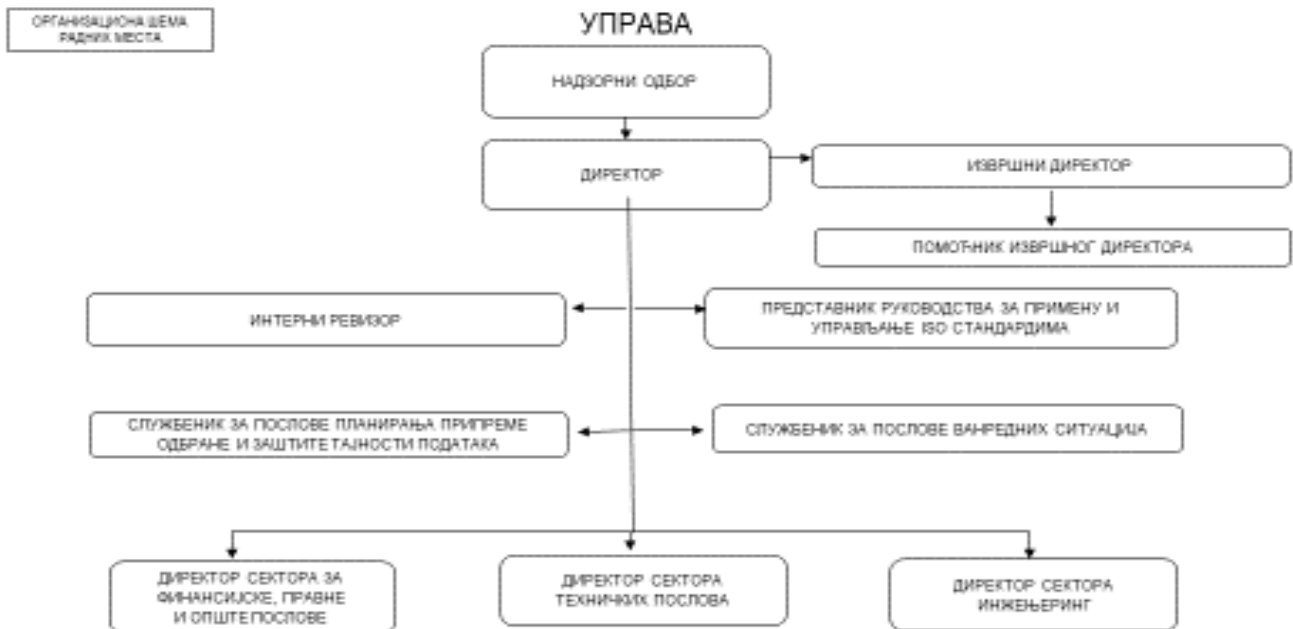 ОРГАНИЗАЦИОНА ШЕМА
РАДНИХ МЕСТА
УПРАВА
НАДЗОРНИ ОДБОР
ДИРЕКТОР
ИЗВРШНИ ДИРЕКТОР
ПОМОЋНИК ИЗВРШНОГ ДИРЕКТОРА
ИНТЕРНИ РЕВИЗОР
ПРЕДСТАВНИК РУКОВОДСТВА ЗА ПРИМЕНУ И
УПРАВЉАЊЕ ISO СТАНДАРДИМА
СЛУЖБЕНИК ЗА ПОСЛОВЕ ПЛАНИРАЊА ПРИПРЕМЕ
ОДБРАНЕ И ЗАШТИТЕ ТАЈНОСТИ ПОДАТАКА
СЛУЖБЕНИК ЗА ПОСЛОВЕ ВАНРЕДНИХ СИТУАЦИЈА
ДИРЕКТОР СЕКТОРА ЗА
ФИНАНСИЈСКЕ, ПРАВНЕ
И ОПШТЕ ПОСЛОВЕ
ДИРЕКТОР СЕКТОРА
ТЕХНИЧКИХ ПОСЛОВА
ДИРЕКТОР СЕКТОРА
ИНЖЕЊЕРИНГ